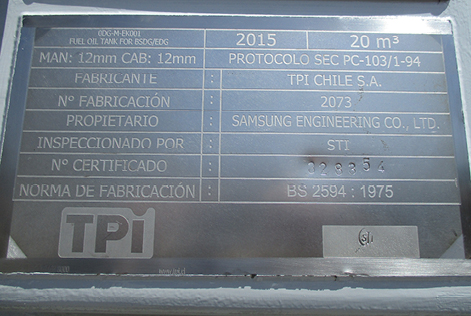 0DG-M-EK001
FUEL OIL TANK FOR BSDG/EDG
2015 20 m³
MAN: 12mm CAB: 12mm PROTOCOLO SEC PC-103/1-94
FABRICANTE : TPI CHILE S.A.
Nº FABRICACIÓN : 2073
PROPIETARIO : SAMSUNG ENGINEERING CO., LTD.
INSPECCIONADO POR : STI
Nº CERTIFICADO : 028354
NORMA DE FABRICACIÓN : BS 2594 : 1975
TPi